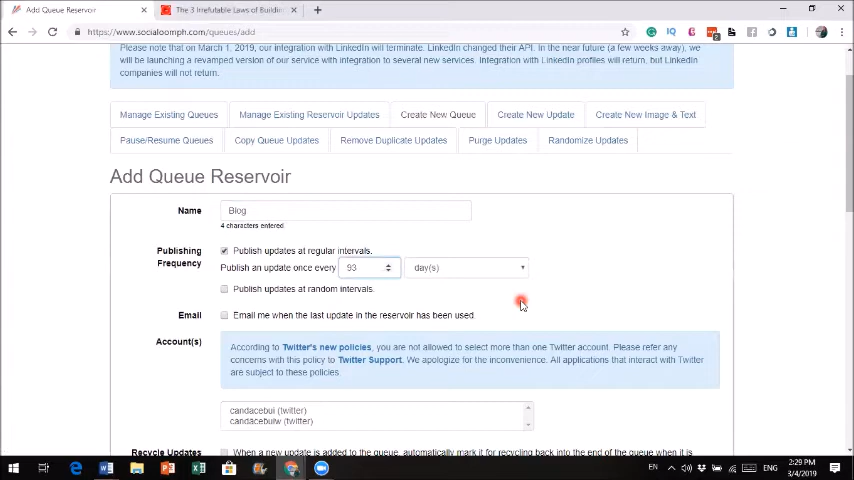 Add Queue Reservoir
The 3 Irrefutable Laws of Buildin
https://www.socialoomph.com/queues/add
Please note that on March 1, 2019, our integration with LinkedIn will terminate. LinkedIn changed their API. In the near future (a few weeks away), we
will be launching a revamped version of our service with integration to several new services. Integration with LinkedIn profiles will return, but LinkedIn
companies will not return.
Manage Existing Queues
Manage Existing Reservoir Updates
Create New Queue
Create New Update
Create New Image & Text
Pause/Resume Queues
Copy Queue Updates
Remove Duplicate Updates
Purge Updates
Randomize Updates
Add Queue Reservoir
Name
Blog
4 characters entered
Publishing
Frequency
Publish updates at regular intervals.
Publish an update once every 93 day(s)
Publish updates at random intervals.
Email
Email me when the last update in the reservoir has been used.
Account(s)
According to Twitter's new policies, you are not allowed to select more than one Twitter account. Please refer any
concerns with this policy to Twitter Support. We apologize for the inconvenience. All applications that interact with Twitter
are subject to these policies.
candacebui (twitter)
candacebuiw (twitter)
Recycle Updates
When a new update is added to the queue, automatically mark it for recycling back into the end of the queue when it is
EN
ENG
2:29 PM
3/4/2019